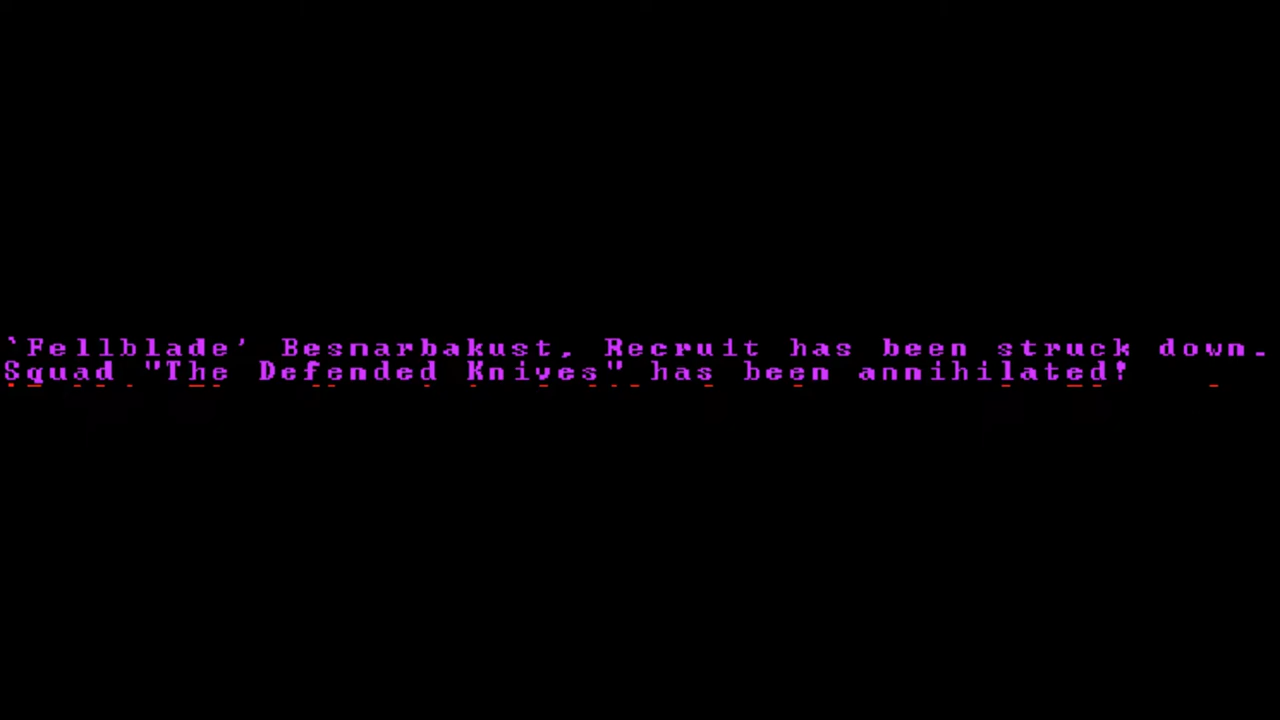 `Fellblade' Besnarbakust, Recruit has been struck down.
Squad "The Defended Knives" has been annihilated!